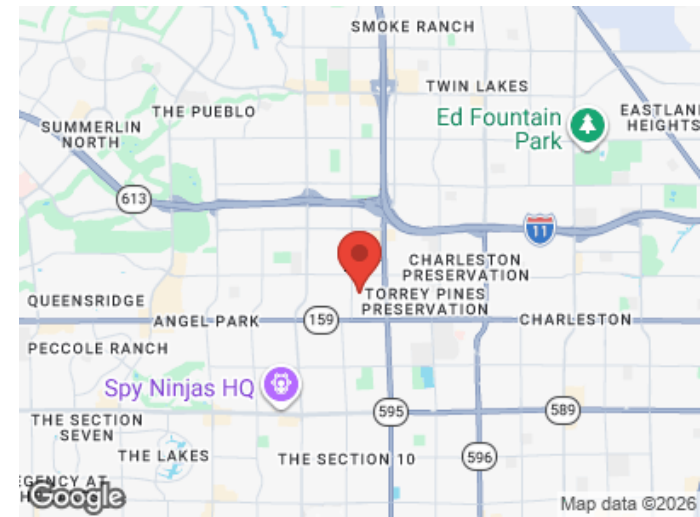 SMOKE RANCH
TWIN LAKES
THE PUEBLO
Ed Fountain
Park
EASTLAN
HEIGHTS
SUMMERLIN
NORTH
613
11
CHARLESTON
PRESERVATION
QUEENSRIDGE
TORREY PINES
PRESERVATION
ANGEL PARK
159
CHARLESTON
PECCOLE RANCH
Spy Ninjas HQ
595
589
THE SECTION
SEVEN
THE LAKES
THE SECTION 10
596
EGENCY AT
Google
Map data ©2026